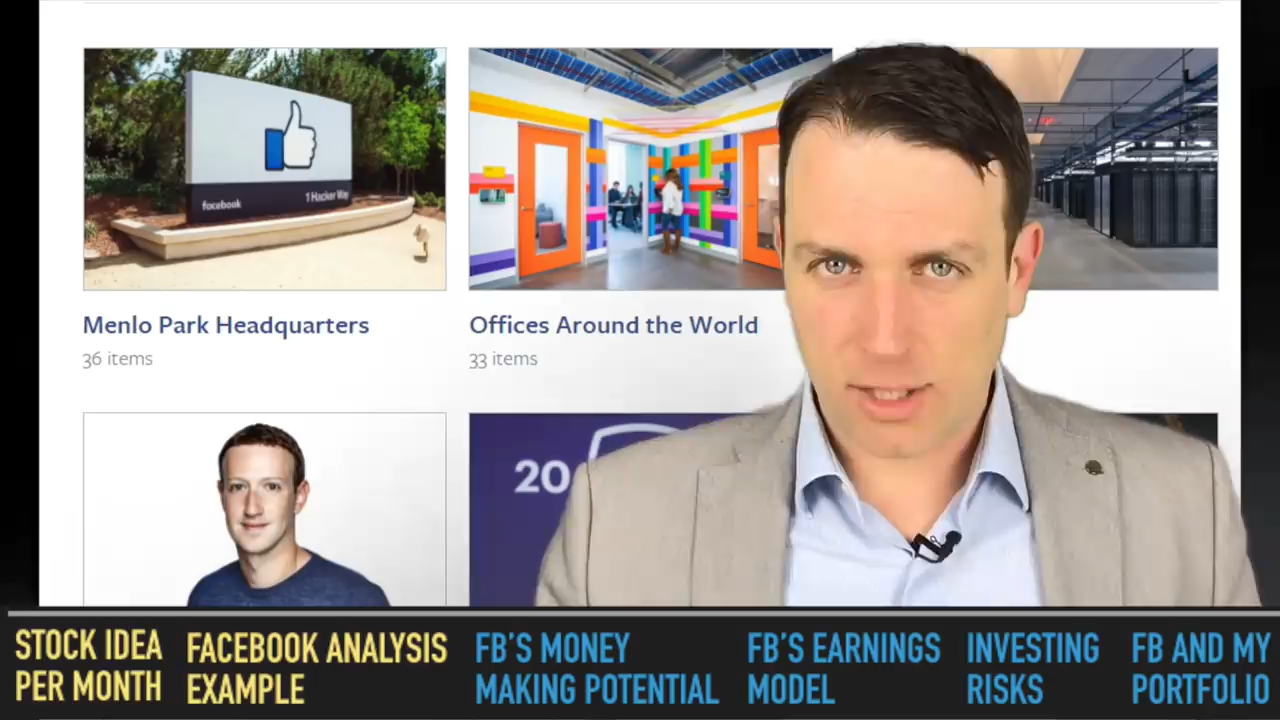 facebook
1 Hacker Way
Menlo Park Headquarters
Offices Around the World
36 items
33 items
20
STOCK IDEA
PER MONTH
FACEBOOK ANALYSIS
EXAMPLE
FB'S MONEY
MAKING POTENTIAL
FB'S EARNINGS
MODEL
INVESTING
RISKS
FB AND MY
PORTFOLIO